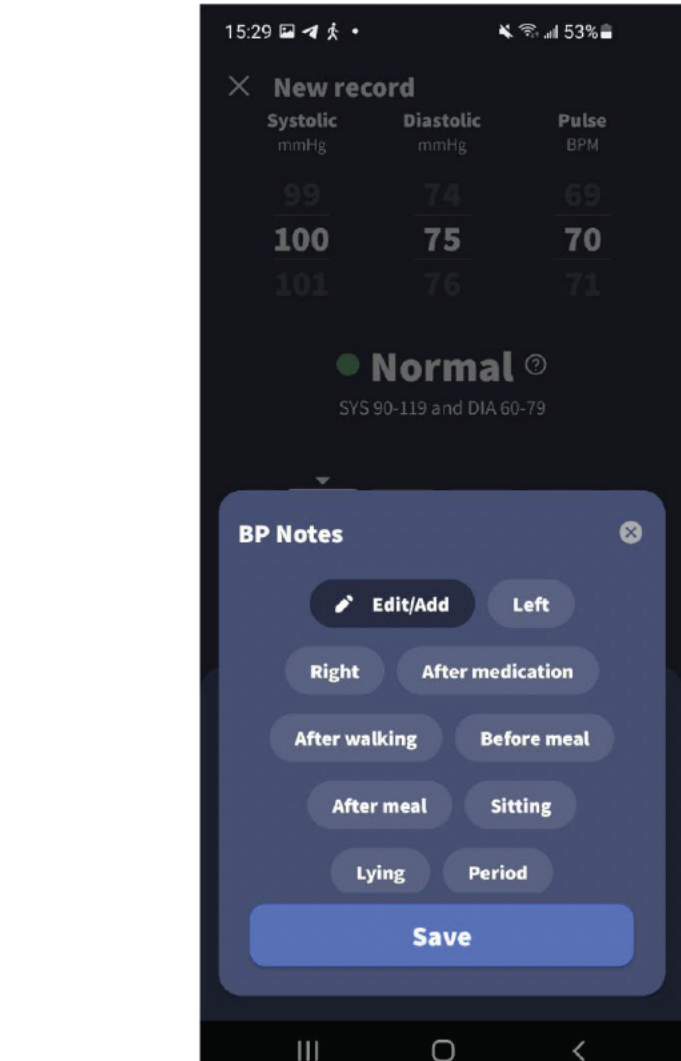 15:29 53%
New record
Systolic Diastolic Pulse
mmHg mmHg BPM
99 74 69
100 75 70
101 76 71
Normal
SYS 90-119 and DIA 60-79
BP Notes
Edit/Add Left
Right After medication
After walking Before meal
After meal Sitting
Lying Period
Save